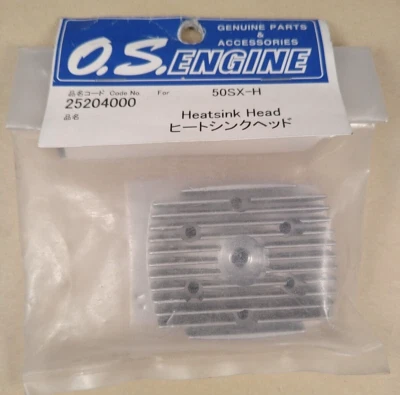 GENUINE PARTS
&
ACCESSORIES
O.S.ENGINE
品名コード Code No. For 50SX-H
25204000
品名 Heatsink Head
ヒートシンクヘッド